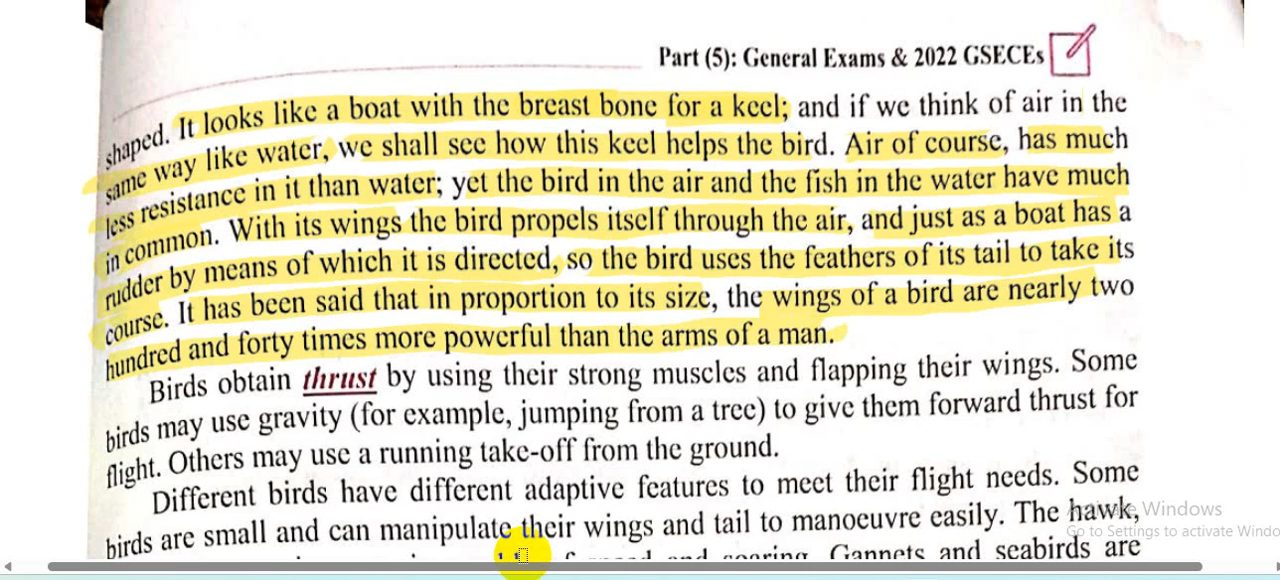 Part (5): General Exams & 2022 GSECEs
shaped. It looks like a boat with the breast bone for a keel; and if we think of air in the
same way like water, we shall see how this keel helps the bird. Air of course, has much
less resistance in it than water; yet the bird in the air and the fish in the water have much
in common. With its wings the bird propels itself through the air, and just as a boat has a
rudder by means of which it is directed, so the bird uses the feathers of its tail to take its
course. It has been said that in proportion to its size, the wings of a bird are nearly two
hundred and forty times more powerful than the arms of a man.
Birds obtain thrust by using their strong muscles and flapping their wings. Some
birds may use gravity (for example, jumping from a tree) to give them forward thrust for
flight. Others may use a running take-off from the ground.
Different birds have different adaptive features to meet their flight needs. Some
birds are small and can manipulate their wings and tail to manoeuvre easily. The hawk,
and soaring. Gannets and seabirds are
Activate Windows
Go to Settings to activate Windo